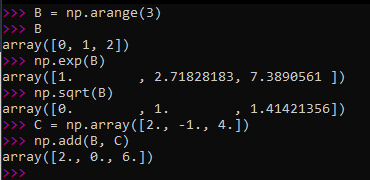 >>> B = np.arange(3)
>>> B
array([0, 1, 2])
>>> np.exp(B)
array([1.        , 2.71828183, 7.3890561 ])
>>> np.sqrt(B)
array([0.        , 1.        , 1.41421356])
>>> C = np.array([2., -1., 4.])
>>> np.add(B, C)
array([2., 0., 6.])
>>>